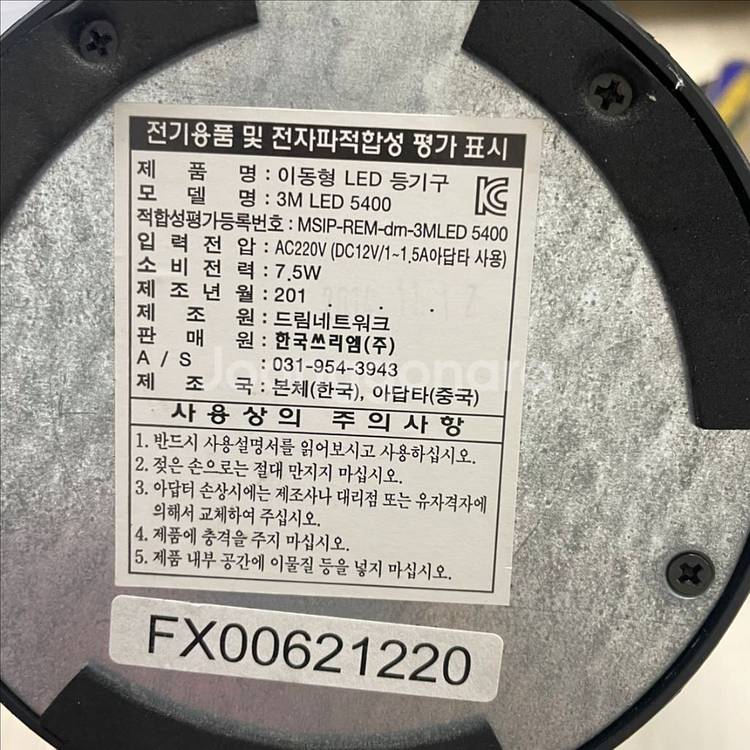 전기용품 및 전자파적합성 평가 표시
제 품 명 : 이동형 LED 등기구
모 델 명 : 3M LED 5400
적합성평가등록번호 : MSIP-REM-drn-3MLED 5400
입 력 전 압 : AC220V (DC12V/1~1.5A아답타 사용)
소 비 전 력 : 7.5W
제 조 년 월 : 201 . . .
제 조 원 : 드림네트워크
판 매 원 : 한국쓰리엠(주)
A / S : 031-954-3943
제 조 국 : 본체(한국), 아답타(중국)
사 용 상 의 주 의 사 항
1. 반드시 사용설명서를 읽어보시고 사용하십시오.
2. 젖은 손으로는 절대 만지지 마십시오.
3. 아답터 손상시에는 제조사나 대리점 또는 유자격자에
의해서 교체하여 주십시오.
4. 제품에 충격을 주지 마십시오.
5. 제품 내부 공간에 이물질 등을 넣지 마십시오.
FX00621220